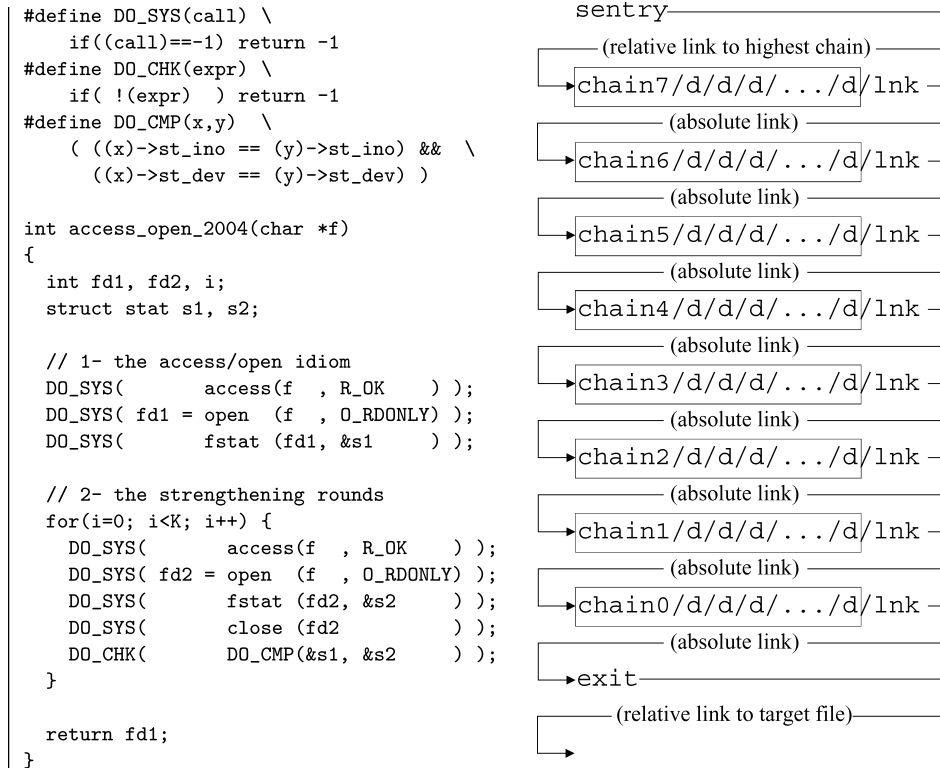 #define DO_SYS(call) \
    if((call)==-1) return -1
#define DO_CHK(expr) \
    if( !(expr)  ) return -1
#define DO_CMP(x,y)  \
    ( ((x)->st_ino == (y)->st_ino) &&  \
      ((x)->st_dev == (y)->st_dev) )
int access_open_2004(char *f)
{
  int fd1, fd2, i;
  struct stat s1, s2;
  // 1- the access/open idiom
  DO_SYS(       access(f  , R_OK    ) );
  DO_SYS( fd1 = open  (f  , O_RDONLY) );
  DO_SYS(       fstat (fd1, &s1     ) );
  // 2- the strengthening rounds
  for(i=0; i<K; i++) {
    DO_SYS(       access(f  , R_OK    ) );
    DO_SYS( fd2 = open  (f  , O_RDONLY) );
    DO_SYS(       fstat (fd2, &s2     ) );
    DO_SYS(       close (fd2          ) );
    DO_CHK(       DO_CMP(&s1, &s2     ) );
  }
  return fd1;
}
sentry
(relative link to highest chain)
chain7/d/d/d/.../d/lnk
(absolute link)
chain6/d/d/d/.../d/lnk
(absolute link)
chain5/d/d/d/.../d/lnk
(absolute link)
chain4/d/d/d/.../d/lnk
(absolute link)
chain3/d/d/d/.../d/lnk
(absolute link)
chain2/d/d/d/.../d/lnk
(absolute link)
chain1/d/d/d/.../d/lnk
(absolute link)
chain0/d/d/d/.../d/lnk
(absolute link)
exit
(relative link to target file)